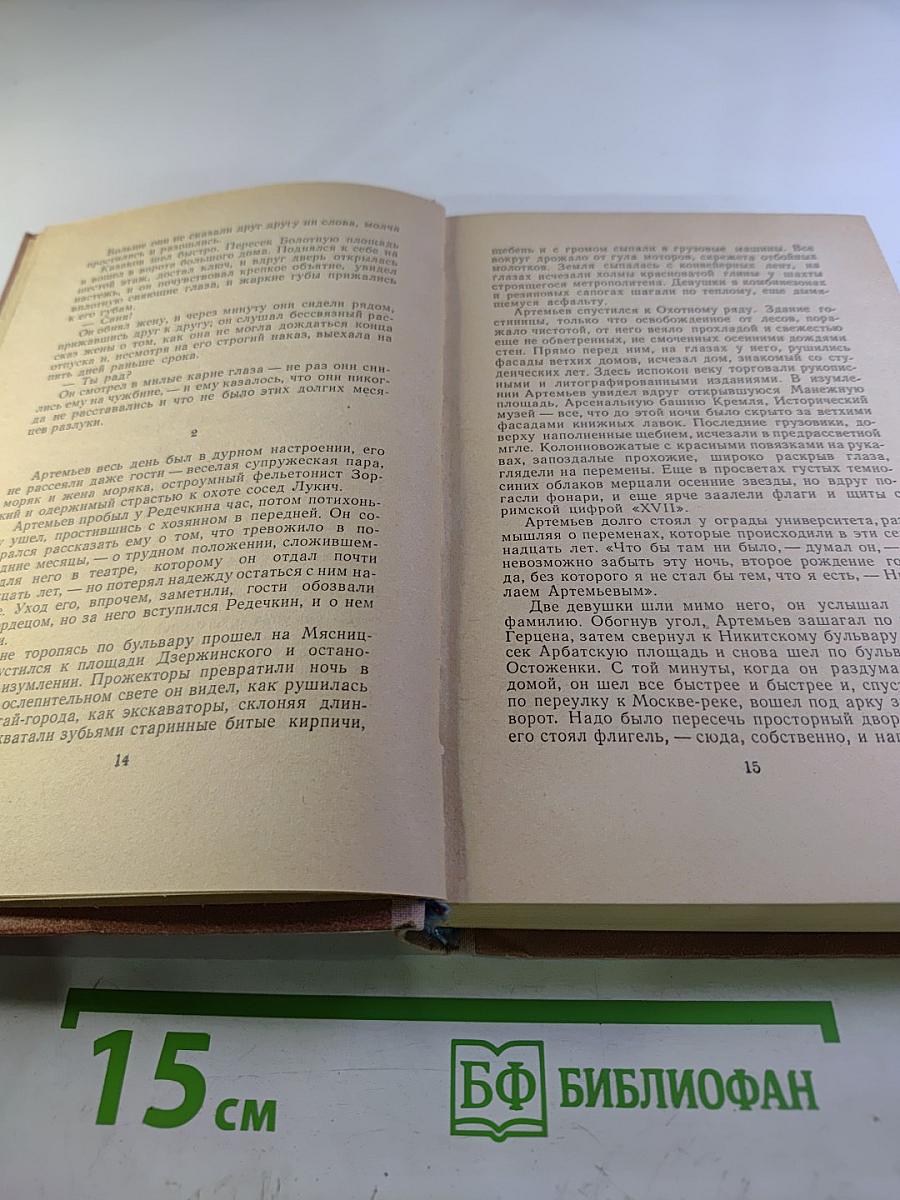 Больше они не сказали друг другу ни слова, молча
простились и разошлись.
Казаков шел быстро. Пересек Болотную площадь
и вошел в ворота большого дома. Поднялся к себе на
шестой этаж, достал ключ, и вдруг дверь открылась
настежь, и он почувствовал крепкое объятие, увидел
вплотную сияющие глаза, и жаркие губы прижались
к его губам.
— Саня!
Он обнял жену, и через минуту они сидели рядом,
прижавшись друг к другу; он слушал бессвязный рас-
сказ жены о том, как она не могла дождаться конца
отпуска и, несмотря на его строгий наказ, выехала на
пять дней раньше срока.
— Ты рад?
Он смотрел в милые карие глаза — не раз они сни-
лись ему на чужбине, — и ему казалось, что они никог-
да не расставались и что не было этих долгих меся-
цев разлуки.
2
Артемьев весь день был в дурном настроении, его
не рассеяли даже гости — веселая супружеская пара,
моряк и жена моряка, остроумный фельетонист Зор-
кий и одержимый страстью к охоте сосед Лукич.
Артемьев пробыл у Редечкина час, потом потихонь-
у ушел, простившись с хозяином в передней. Он со-
рался рассказать ему о том, что тревожило в по-
дние месяцы, — о трудном положении, сложившем-
для него в театре, которому он отдал почти
цать лет, — но потерял надежду остаться с ним на-
е. Уход его, впрочем, заметили, гости обозвали
рдецом, но за него вступился Редечкин, и о нем
и.
не торопясь по бульвару прошел на Мясниц-
устился к площади Дзержинского и остано-
изумлении. Прожекторы превратили ночь в
ослепительном свете он видел, как рушилась
тай-города, как экскаваторы, склоняя длин-
хватали зубьями старинные битые кирпичи,
14
щебень и с громом сыпали в грузовые машины. Все
вокруг дрожало от гула моторов, скрежета отбойных
молотков. Земля сыпалась с конвейерных лент, на
глазах исчезали холмы красноватой глины у шахты
строящегося метрополитена. Девушки в комбинезонах
и резиновых сапогах шагали по теплому, еще дымя-
щемуся асфальту.
Артемьев спустился к Охотному ряду. Здание го-
стиницы, только что освобожденное от лесов, пора-
жало чистотой, от него веяло прохладой и свежестью
еще не обветренных, не смоченных осенними дождями
стен. Прямо перед ним, на глазах у него, рушились
фасады ветхих домов, исчезал дом, знакомый со сту-
денческих лет. Здесь испокон веку торговали рукопис-
ными и литографированными изданиями. В изумле-
нии Артемьев увидел вдруг открывшуюся Манежную
площадь, Арсенальную башню Кремля, Исторический
музей — все, что до этой ночи было скрыто за ветхими
фасадами книжных лавок. Последние грузовики, до-
верху наполненные щебнем, исчезали в предрассветной
мгле. Колонновожатые с красными повязками на рука-
вах, запоздалые прохожие, широко раскрыв глаза,
глядели на перемены. Еще в просветах густых темно-
синих облаков мерцали осенние звезды, но вдруг по-
гасли фонари, и еще ярче заалели флаги и щиты с
римской цифрой «XVII».
Артемьев долго стоял у ограды университета, раз
мышляя о переменах, которые происходили в эти сем
надцать лет. «Что бы там ни было, — думал он, —
невозможно забыть эту ночь, второе рождение го
да, без которого я не стал бы тем, что я есть, — Ни
лаем Артемьевым».
Две девушки шли мимо него, он услышал
фамилию. Обогнув угол, Артемьев зашагал по
Герцена, затем свернул к Никитскому бульвару
сек Арбатскую площадь и снова шел по бульв
Остоженки. С той минуты, когда он раздума
домой, он шел все быстрее и быстрее и, спуст
по переулку к Москве-реке, вошел под арку з
ворот. Надо было пересечь просторный двор
его стоял флигель, — сюда, собственно, и нап
15
15 см
БФ БИБЛИОФАН